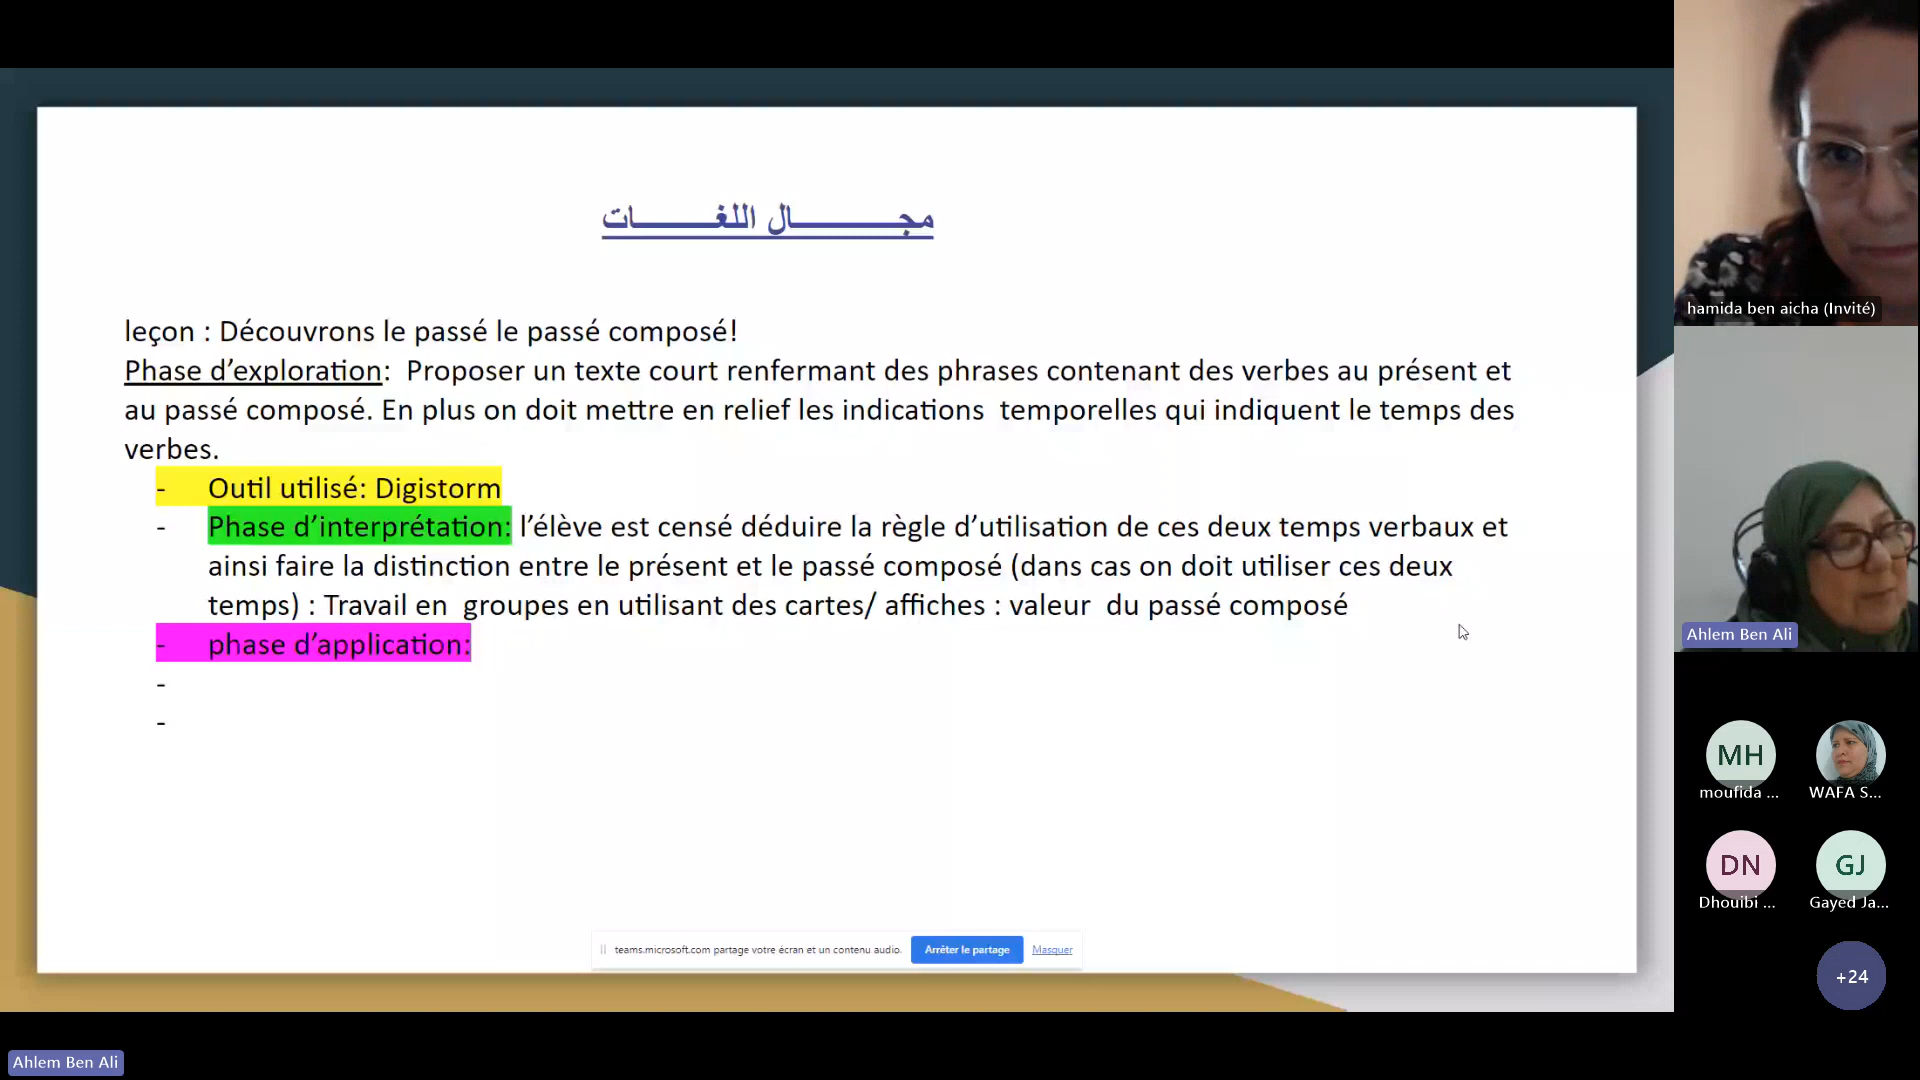 مجـــــــال اللغـــــــات
leçon : Découvrons le passé le passé composé!
Phase d’exploration:  Proposer un texte court renfermant des phrases contenant des verbes au présent et
au passé composé. En plus on doit mettre en relief les indications  temporelles qui indiquent le temps des
verbes.
- Outil utilisé: Digistorm
- Phase d’interprétation: l’élève est censé déduire la règle d’utilisation de ces deux temps verbaux et
ainsi faire la distinction entre le présent et le passé composé (dans cas on doit utiliser ces deux
temps) : Travail en  groupes en utilisant des cartes/ affiches : valeur  du passé composé
- phase d’application:
-
-
teams.microsoft.com partage votre écran et un contenu audio. Arrêter le partage Masquer
hamida ben aicha (Invité)
Ahlem Ben Ali
MH
moufida ...
WAFA S...
DN
Dhouibi ...
GJ
Gayed Ja...
+24
Ahlem Ben Ali